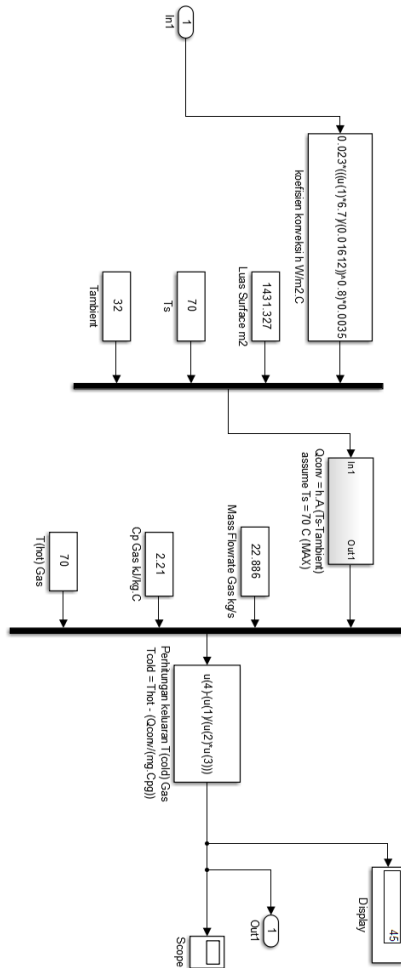 1
In1
0.023*(((u(1)*6.7)/(0.01612))^0.8)*0.0035
koefisien konveksi h W/m2.C
1431.327
Luas Surface m2
70
Ts
32
Tambient
In1
Out1
Qconv = h.A.(Ts-Tambient)
assume Ts = 70 C (MAX)
22.886
Mass Flowrate Gas kg/s
2.21
Cp Gas kJ/kg.C
70
T(hot) Gas
u(4)-(u(1)/(u(2)*u(3)))
Perhitungan keluaran T(cold) Gas
Tcold = Thot - (Qconv/(mg.Cpg))
45
Display
1
Out1
Scope